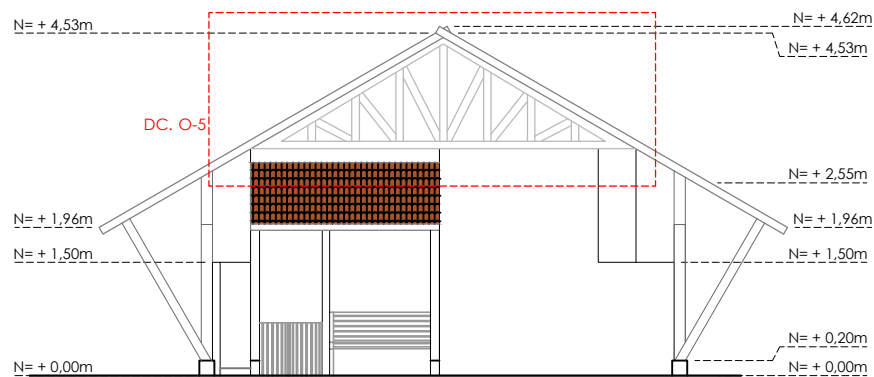 N= + 4,53m
N= + 4,62m
N= + 4,53m
DC. O-5
N= + 2,55m
N= + 1,96m
N= + 1,96m
N= + 1,50m
N= + 1,50m
N= + 0,20m
N= + 0,00m
N= + 0,00m